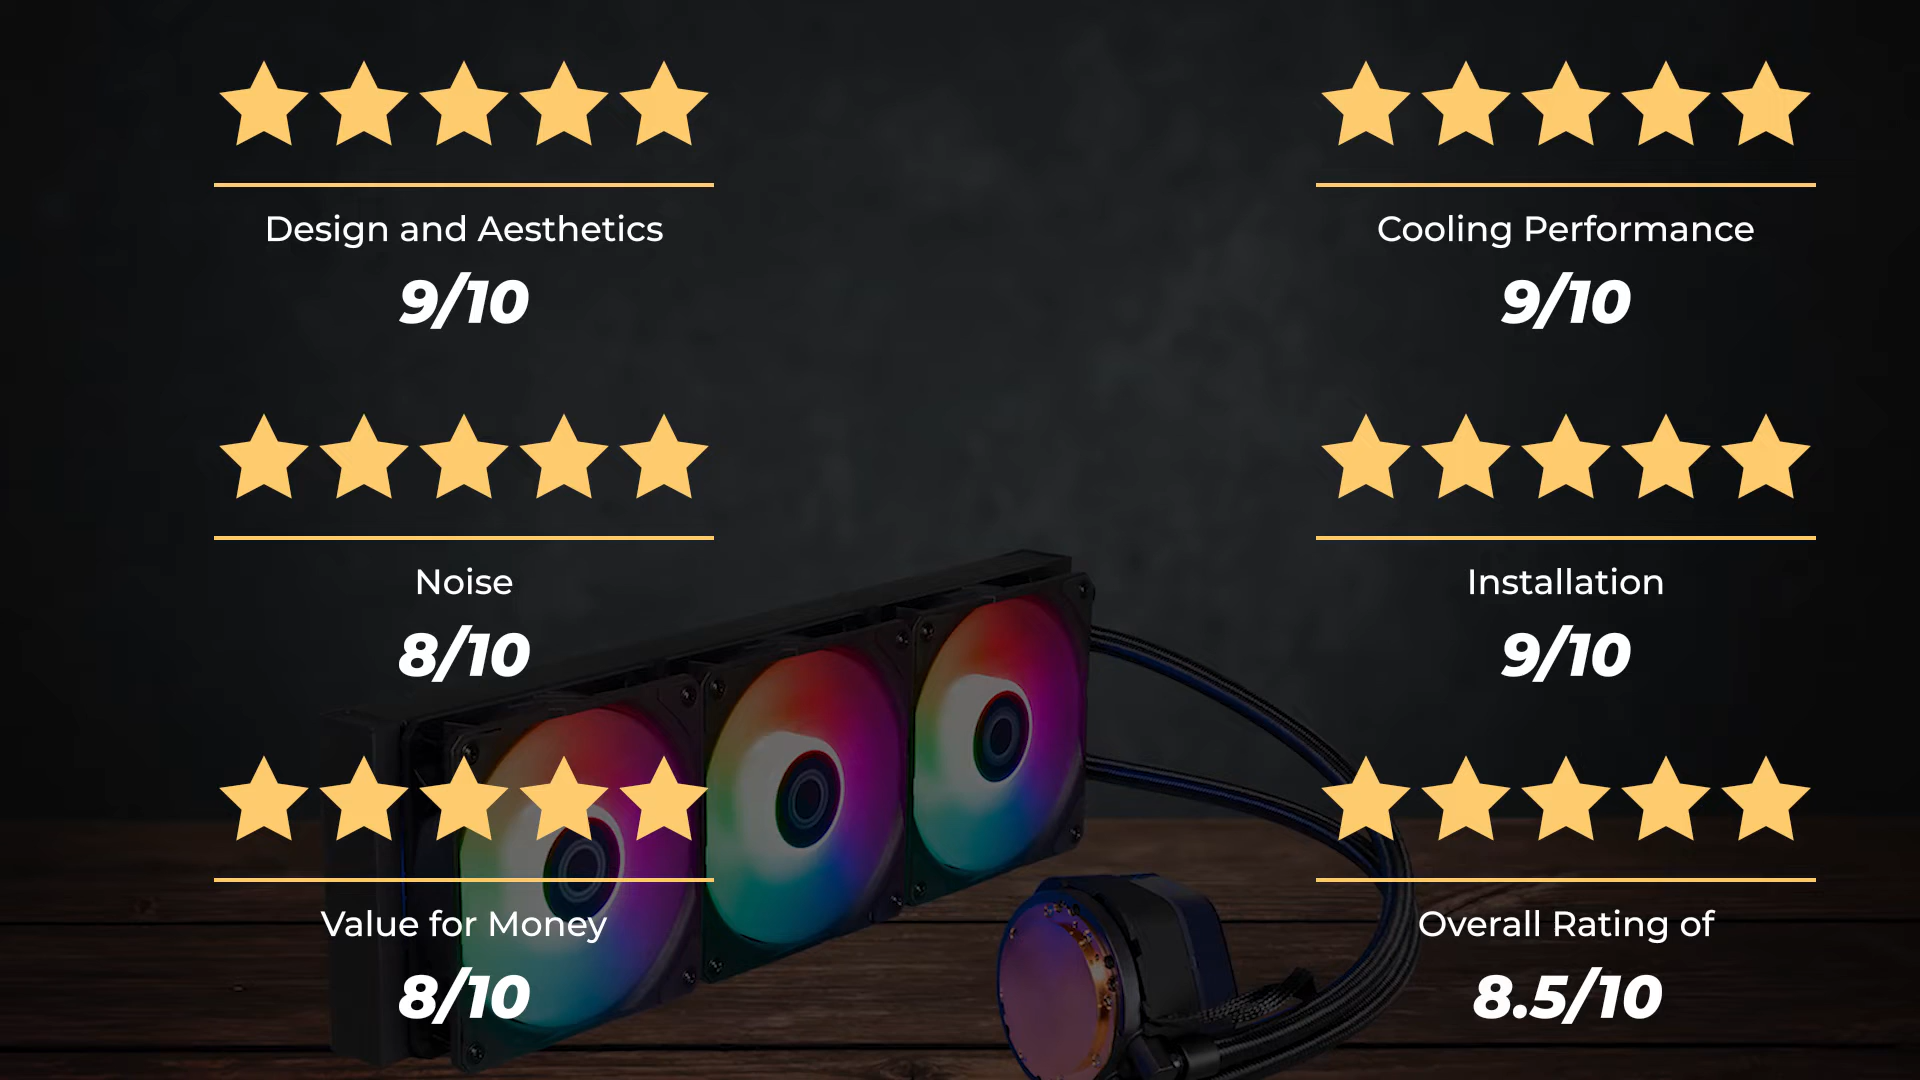 Design and Aesthetics
9/10
Cooling Performance
9/10
Noise
8/10
Installation
9/10
Value for Money
8/10
Overall Rating of
8.5/10